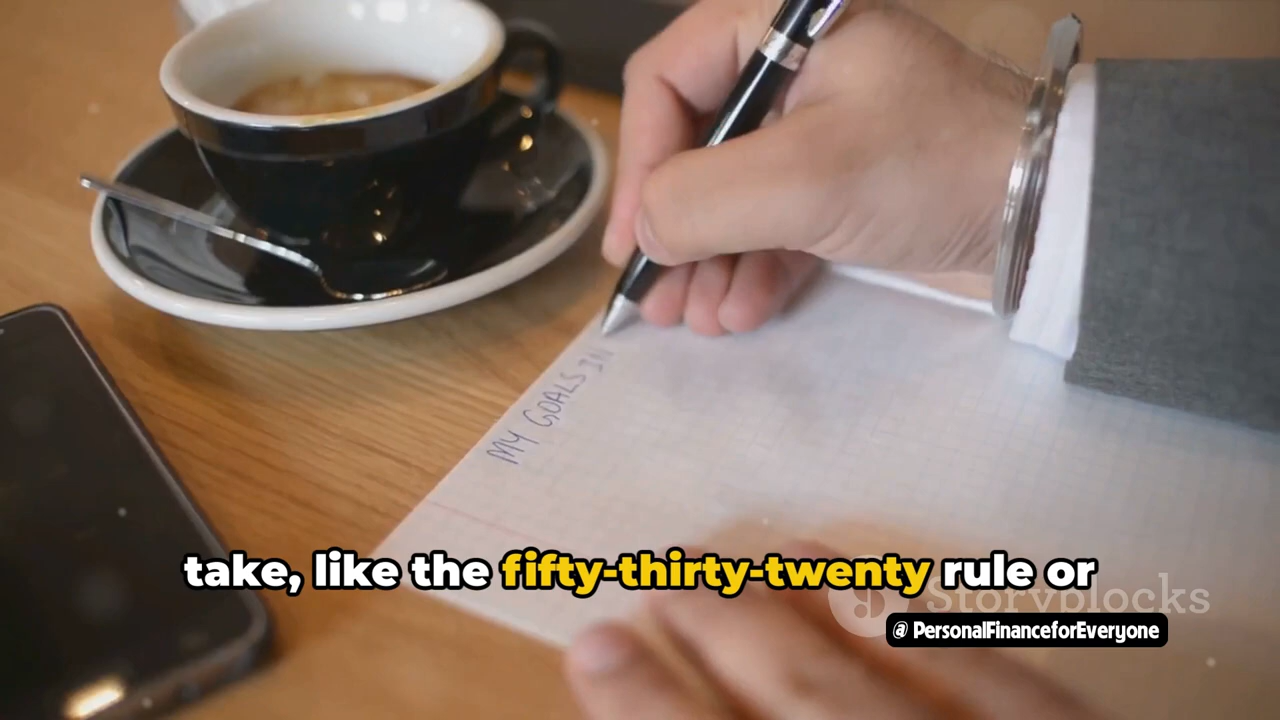 MY GOALS IN
take, like the fifty-thirty-twenty rule or
Storyblocks
@ PersonalFinanceforEveryone